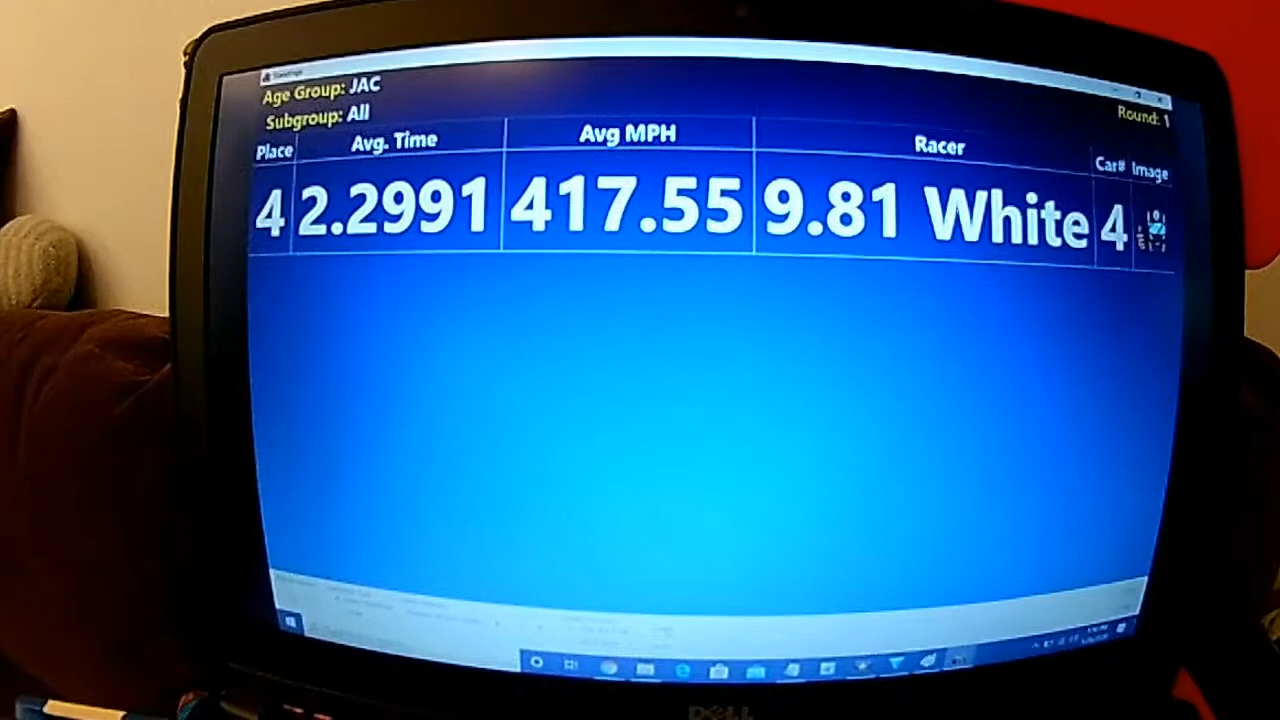 Standings
Age Group: JAC
Subgroup: All
Round: 1
Place Avg. Time Avg MPH Racer Car# Image
4 2.2991 417.55 9.81 White 4
DELL